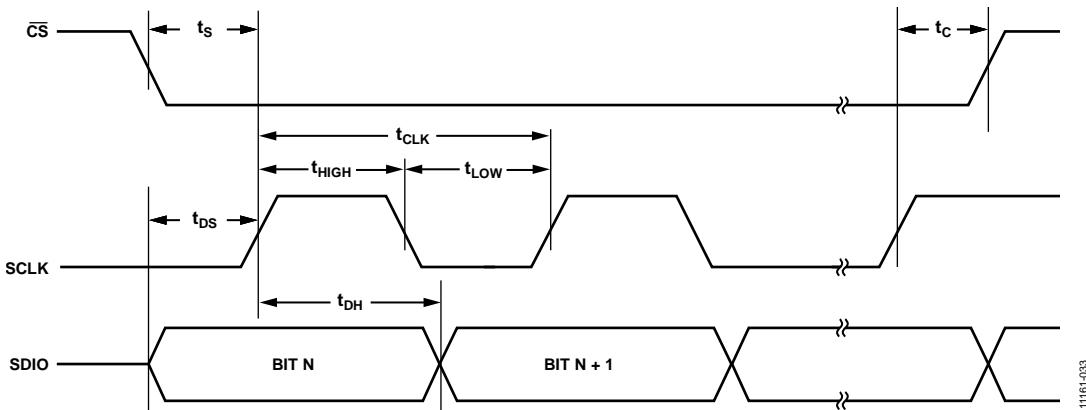 CS
tS
tC
tCLK
tHIGH
tLOW
tDS
SCLK
tDH
SDIO
BIT N
BIT N + 1
11161-033